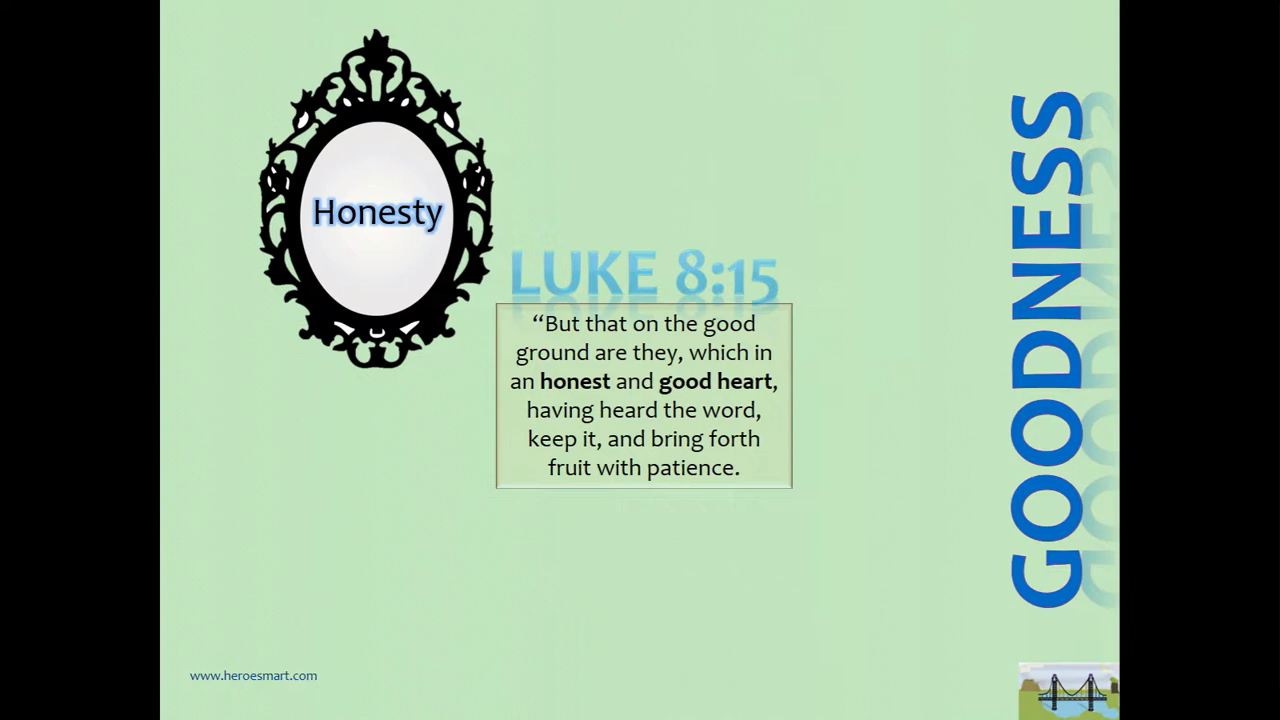 Honesty
LUKE 8:15
“But that on the good
ground are they, which in
an honest and good heart,
having heard the word,
keep it, and bring forth
fruit with patience.
GOODNESS
www.heroesmart.com